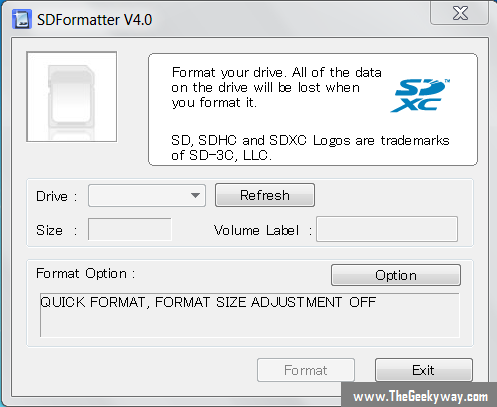 SDFormatter V4.0
Format your drive. All of the data
on the drive will be lost when
you format it.
SD, SDHC and SDXC Logos are trademarks
of SD-3C, LLC.
SD
XC
TM
Drive :
Refresh
Size :
Volume Label :
Format Option :
Option
QUICK FORMAT, FORMAT SIZE ADJUSTMENT OFF
Format
Exit
www.TheGeekyway.com